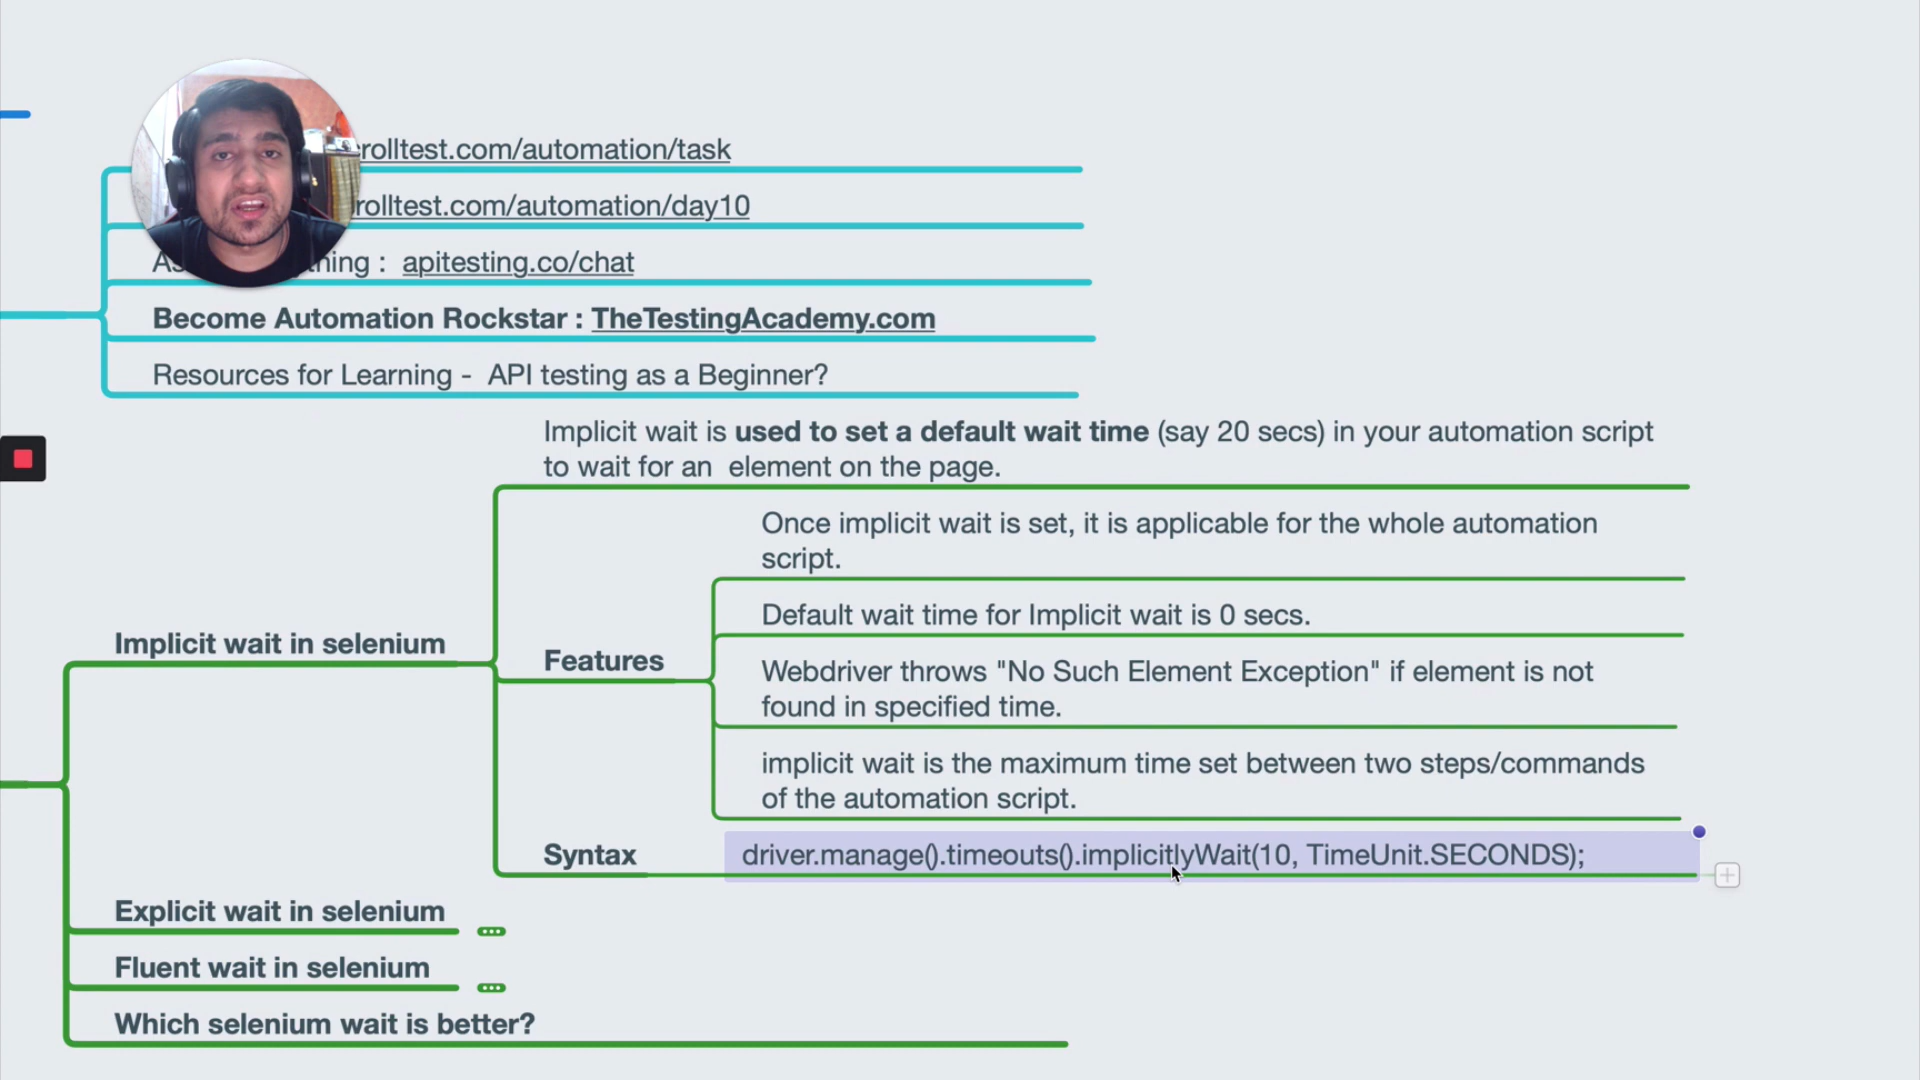 rolltest.com/automation/task
rolltest.com/automation/day10
thing : apitesting.co/chat
Become Automation Rockstar : TheTestingAcademy.com
Resources for Learning - API testing as a Beginner?
Implicit wait is used to set a default wait time (say 20 secs) in your automation script
to wait for an element on the page.
Once implicit wait is set, it is applicable for the whole automation
script.
Default wait time for Implicit wait is 0 secs.
Implicit wait in selenium
Features
Webdriver throws "No Such Element Exception" if element is not
found in specified time.
implicit wait is the maximum time set between two steps/commands
of the automation script.
Syntax driver.manage().timeouts().implicitlyWait(10, TimeUnit.SECONDS);
Explicit wait in selenium
Fluent wait in selenium
Which selenium wait is better?